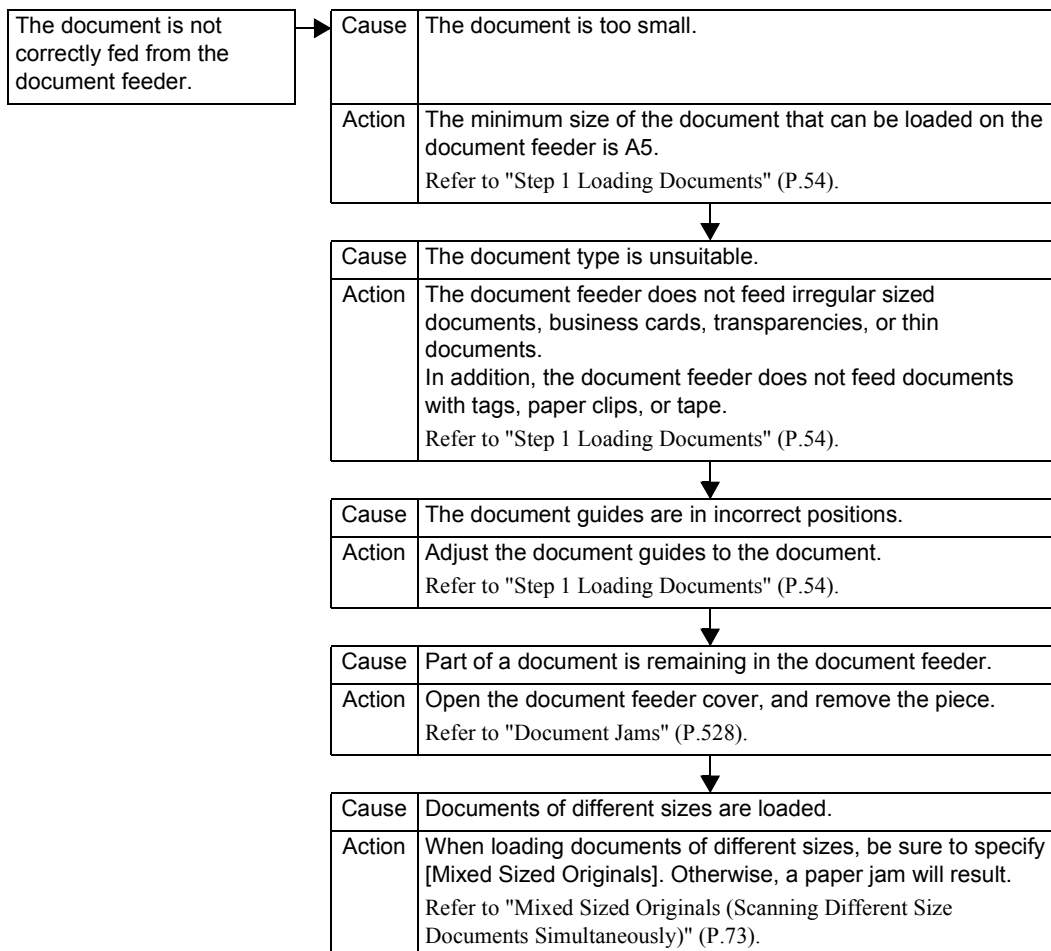 The document is not
correctly fed from the
document feeder.
Cause The document is too small.
Action The minimum size of the document that can be loaded on the
document feeder is A5.
Refer to "Step 1 Loading Documents" (P.54).
Cause The document type is unsuitable.
Action The document feeder does not feed irregular sized
documents, business cards, transparencies, or thin
documents.
In addition, the document feeder does not feed documents
with tags, paper clips, or tape.
Refer to "Step 1 Loading Documents" (P.54).
Cause The document guides are in incorrect positions.
Action Adjust the document guides to the document.
Refer to "Step 1 Loading Documents" (P.54).
Cause Part of a document is remaining in the document feeder.
Action Open the document feeder cover, and remove the piece.
Refer to "Document Jams" (P.528).
Cause Documents of different sizes are loaded.
Action When loading documents of different sizes, be sure to specify
[Mixed Sized Originals]. Otherwise, a paper jam will result.
Refer to "Mixed Sized Originals (Scanning Different Size
Documents Simultaneously)" (P.73).